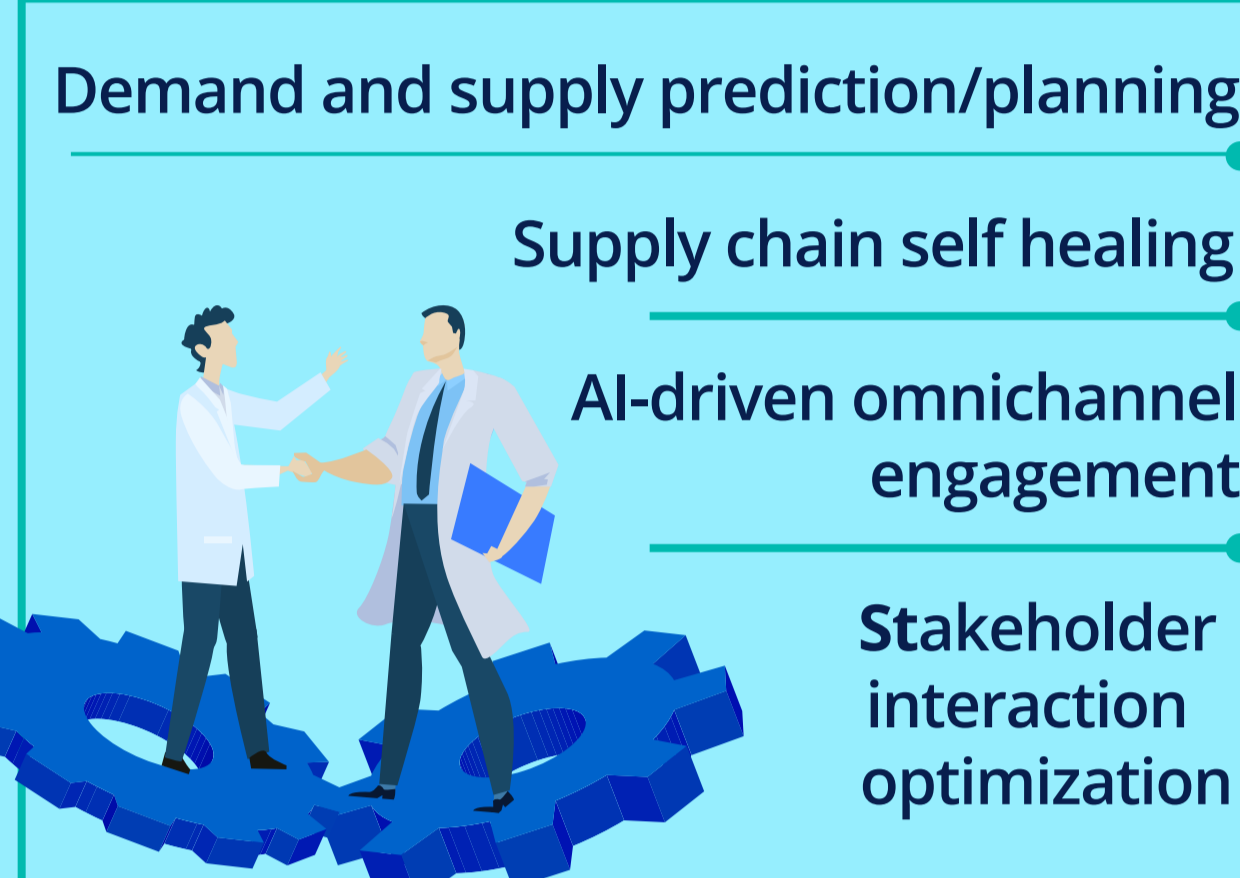 Demand and supply prediction/planning
Supply chain self healing
AI-driven omnichannel
engagement
Stakeholder
interaction
optimization